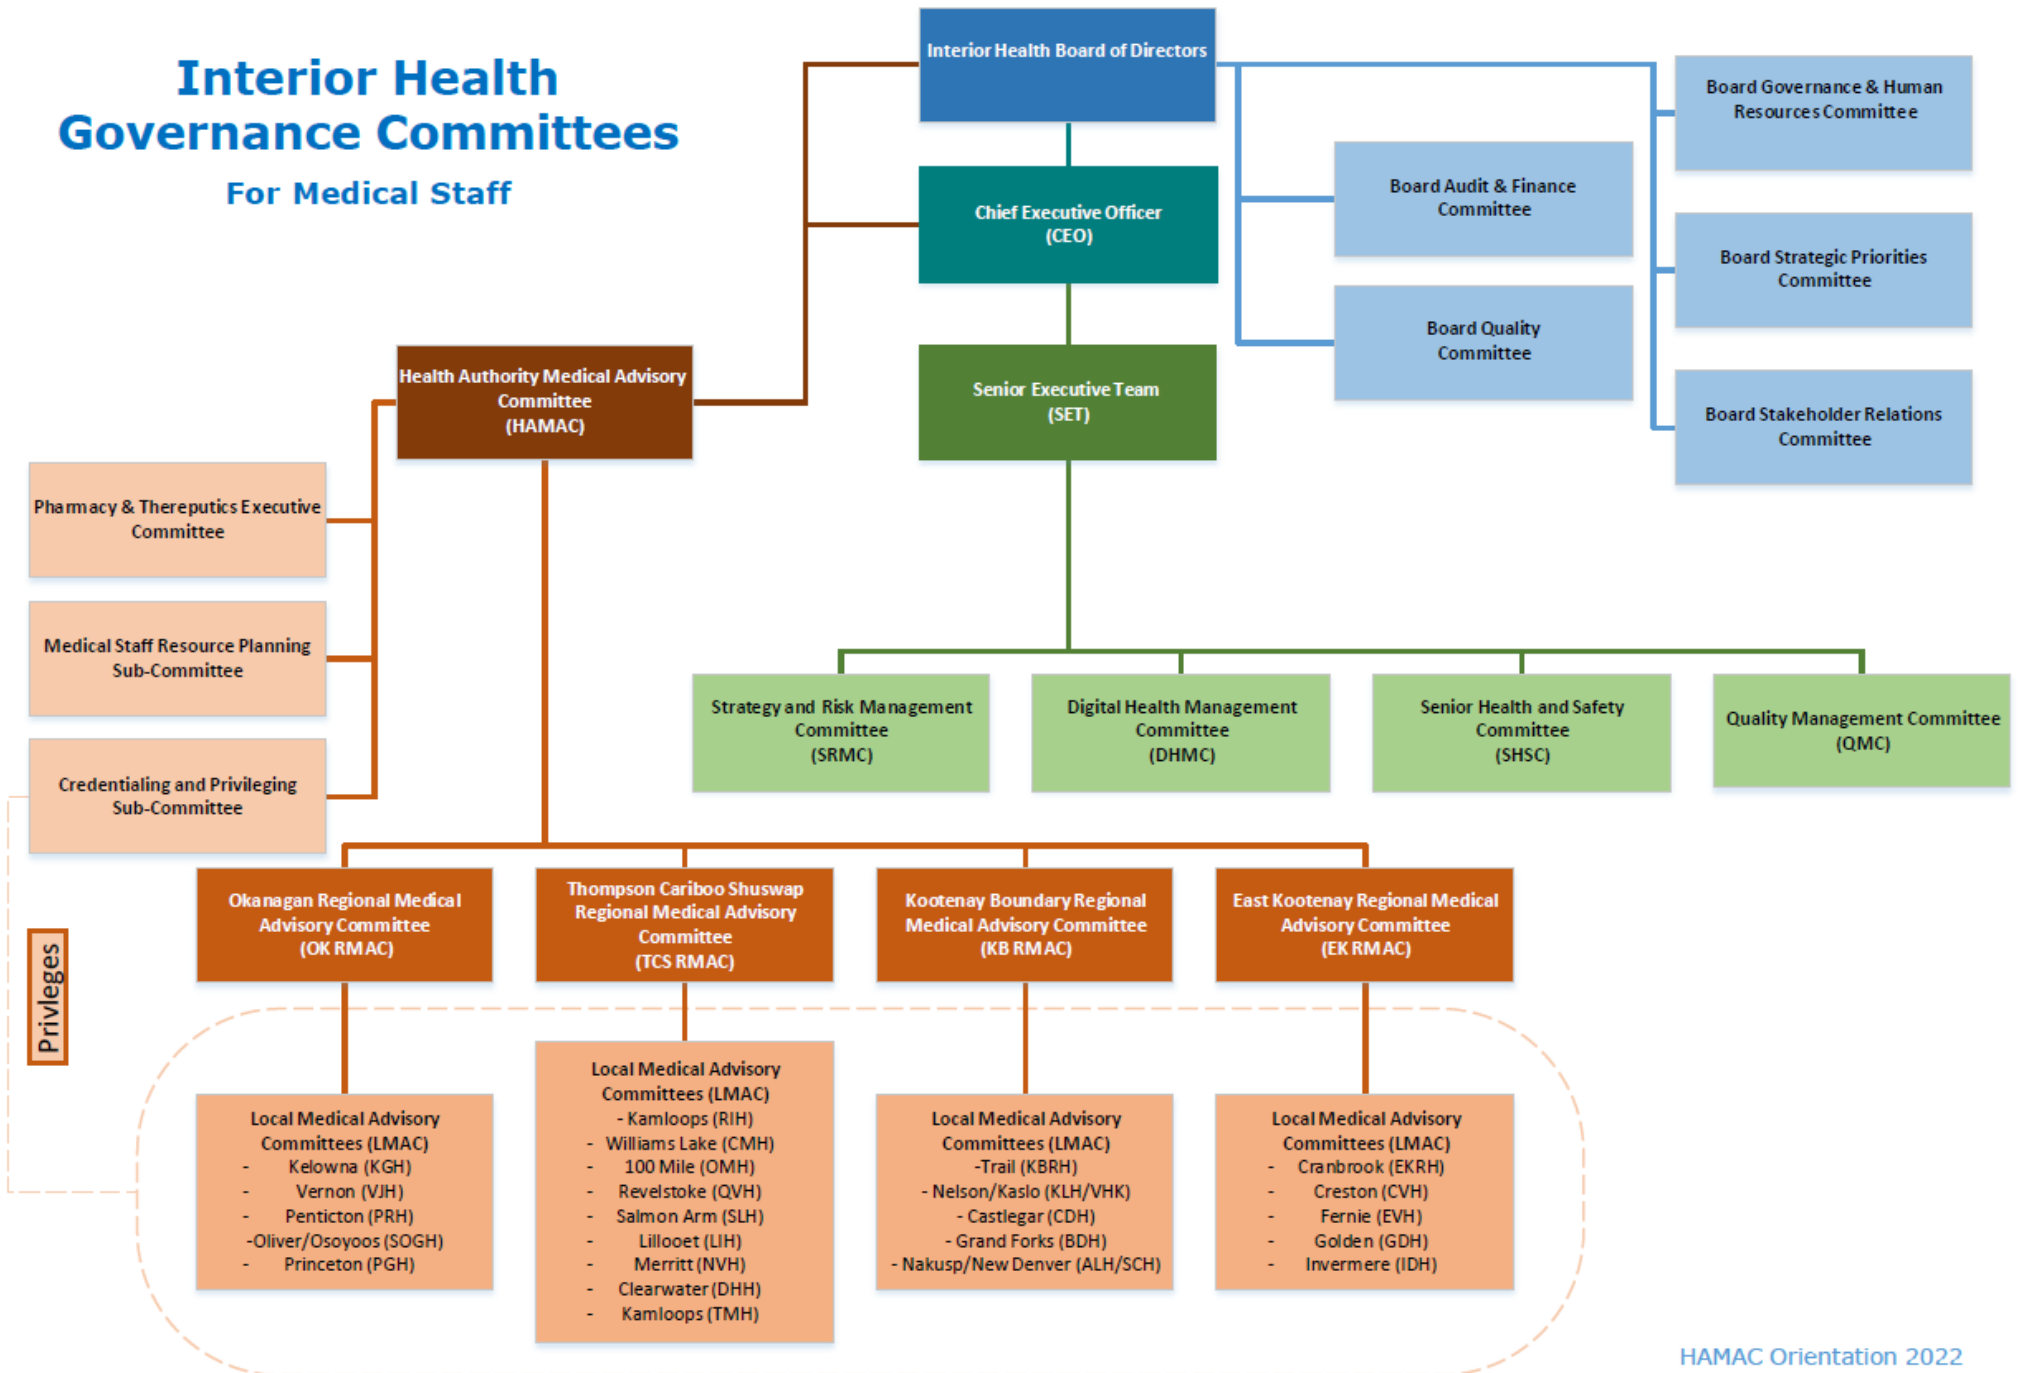 Interior Health
Governance Committees
For Medical Staff
Interior Health Board of Directors
Board Governance & Human
Resources Committee
Board Audit & Finance
Committee
Chief Executive Officer
(CEO)
Board Strategic Priorities
Committee
Board Quality
Committee
Health Authority Medical Advisory
Committee
(HAMAC)
Senior Executive Team
(SET)
Board Stakeholder Relations
Committee
Pharmacy & Thereputics Executive
Committee
Medical Staff Resource Planning
Sub-Committee
Credentialing and Privileging
Sub-Committee
Strategy and Risk Management
Committee
(SRMC)
Digital Health Management
Committee
(DHMC)
Senior Health and Safety
Committee
(SHSC)
Quality Management Committee
(QMC)
Okanagan Regional Medical
Advisory Committee
(OK RMAC)
Thompson Cariboo Shuswap
Regional Medical Advisory
Committee
(TCS RMAC)
Kootenay Boundary Regional
Medical Advisory Committee
(KB RMAC)
East Kootenay Regional Medical
Advisory Committee
(EK RMAC)
Privleges
Local Medical Advisory
Committees (LMAC)
- Kelowna (KGH)
- Vernon (VJH)
- Penticton (PRH)
-Oliver/Osoyoos (SOGH)
- Princeton (PGH)
Local Medical Advisory
Committees (LMAC)
- Kamloops (RIH)
- Williams Lake (CMH)
- 100 Mile (OMH)
- Revelstoke (QVH)
- Salmon Arm (SLH)
- Lillooet (LIH)
- Merritt (NVH)
- Clearwater (DHH)
- Kamloops (TMH)
Local Medical Advisory
Committees (LMAC)
-Trail (KBRH)
- Nelson/Kaslo (KLH/VHK)
- Castlegar (CDH)
- Grand Forks (BDH)
- Nakusp/New Denver (ALH/SCH)
Local Medical Advisory
Committees (LMAC)
- Cranbrook (EKRH)
- Creston (CVH)
- Fernie (EVH)
- Golden (GDH)
- Invermere (IDH)
HAMAC Orientation 2022